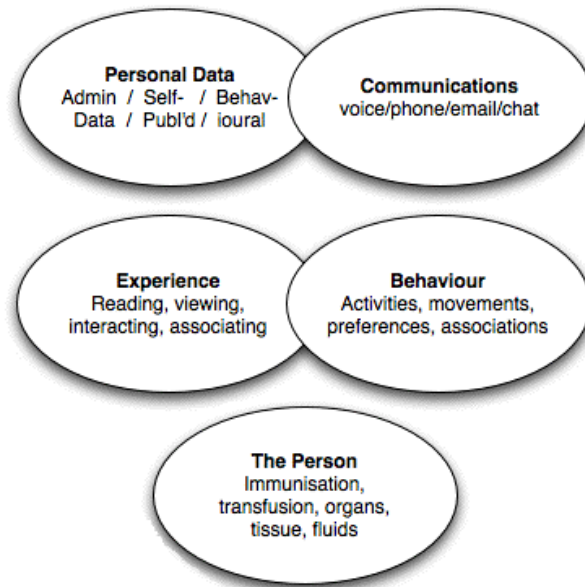 Personal Data
Admin / Self- / Behav-
Data / Publ'd / ioural
Communications
voice/phone/email/chat
Experience
Reading, viewing,
interacting, associating
Behaviour
Activities, movements,
preferences, associations
The Person
Immunisation,
transfusion, organs,
tissue, fluids